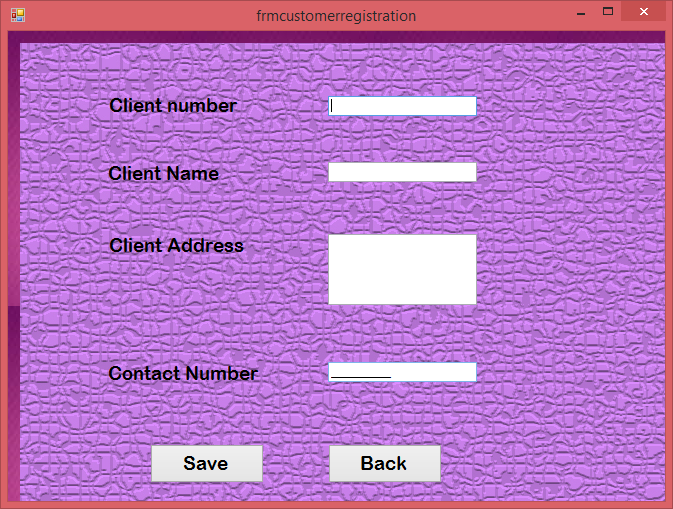 frmcustomerregistration
Client number
Client Name
Client Address
Contact Number
Save
Back